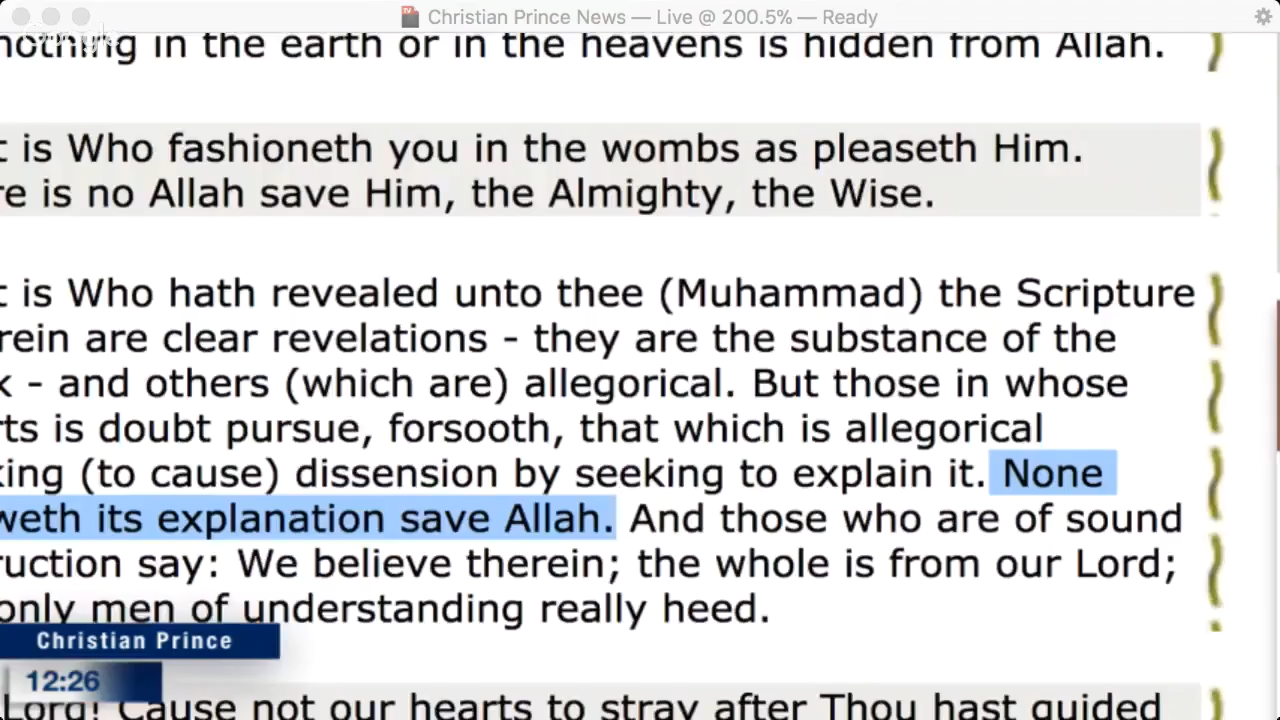 Christian Prince News — Live @ 200.5% — Ready
Google
nothing in the earth or in the heavens is hidden from Allah.
t is Who fashioneth you in the wombs as pleaseth Him.
re is no Allah save Him, the Almighty, the Wise.
t is Who hath revealed unto thee (Muhammad) the Scripture
rein are clear revelations - they are the substance of the
k - and others (which are) allegorical. But those in whose
rts is doubt pursue, forsooth, that which is allegorical
king (to cause) dissension by seeking to explain it. None
weth its explanation save Allah. And those who are of sound
ruction say: We believe therein; the whole is from our Lord;
only men of understanding really heed.
Christian Prince
12:26
Lord! Cause not our hearts to stray after Thou hast guided